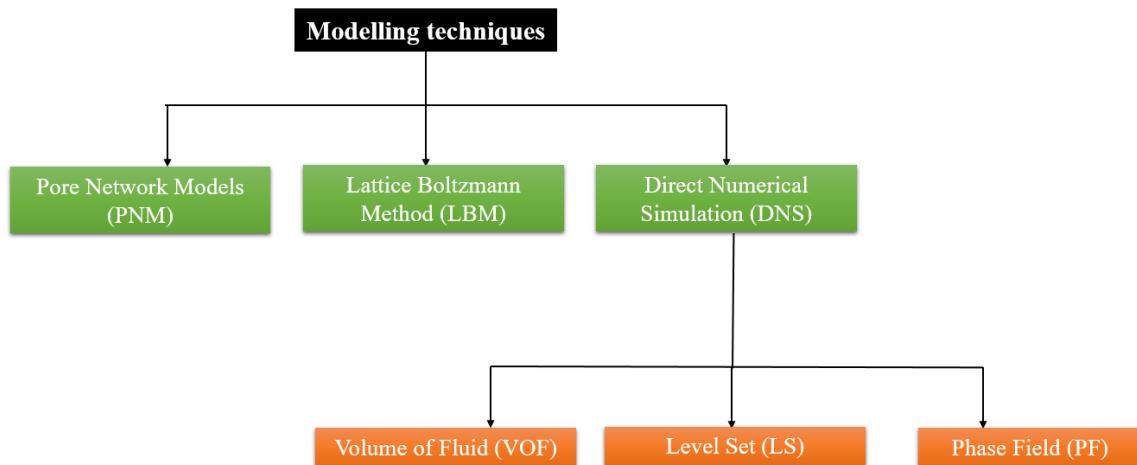 Modelling techniques
Pore Network Models
(PNM)
Lattice Boltzmann
Method (LBM)
Direct Numerical
Simulation (DNS)
Volume of Fluid (VOF)
Level Set (LS)
Phase Field (PF)